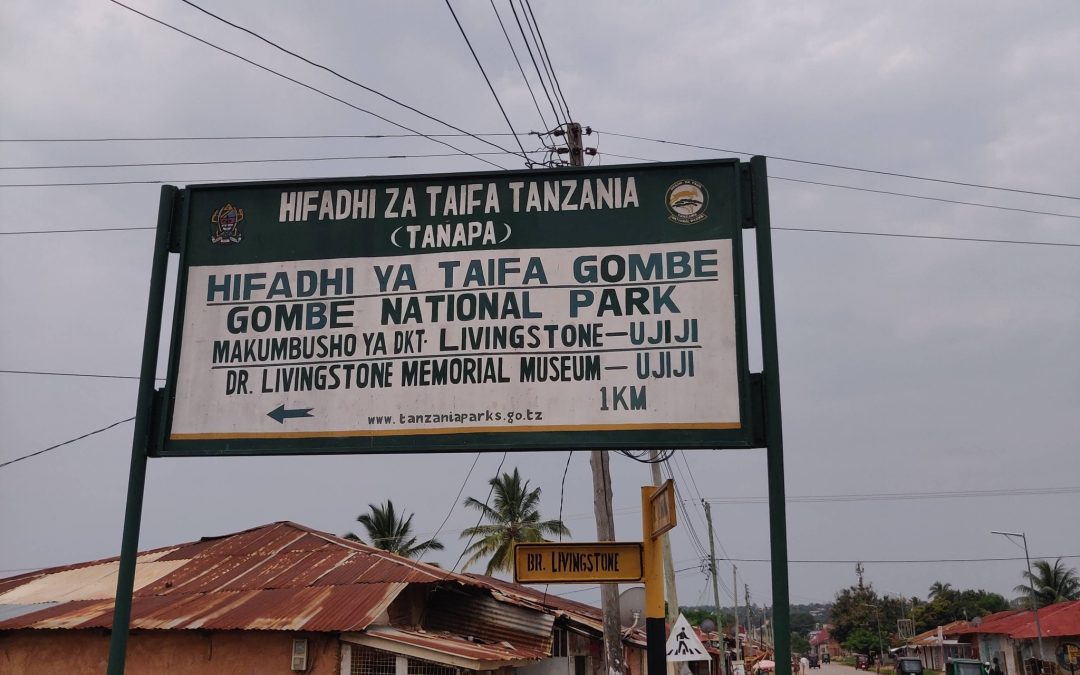 HIFADHI ZA TAIFA TANZANIA
(TANAPA)
HIFADHI YA TAIFA GOMBE
GOMBE NATIONAL PARK
MAKUMBUSHO YA DKT. LIVINGSTONE–UJIJI
DR. LIVINGSTONE MEMORIAL MUSEUM – UJIJI
1KM
www.tanzaniaparks.go.tz
BR. LIVINGSTONE